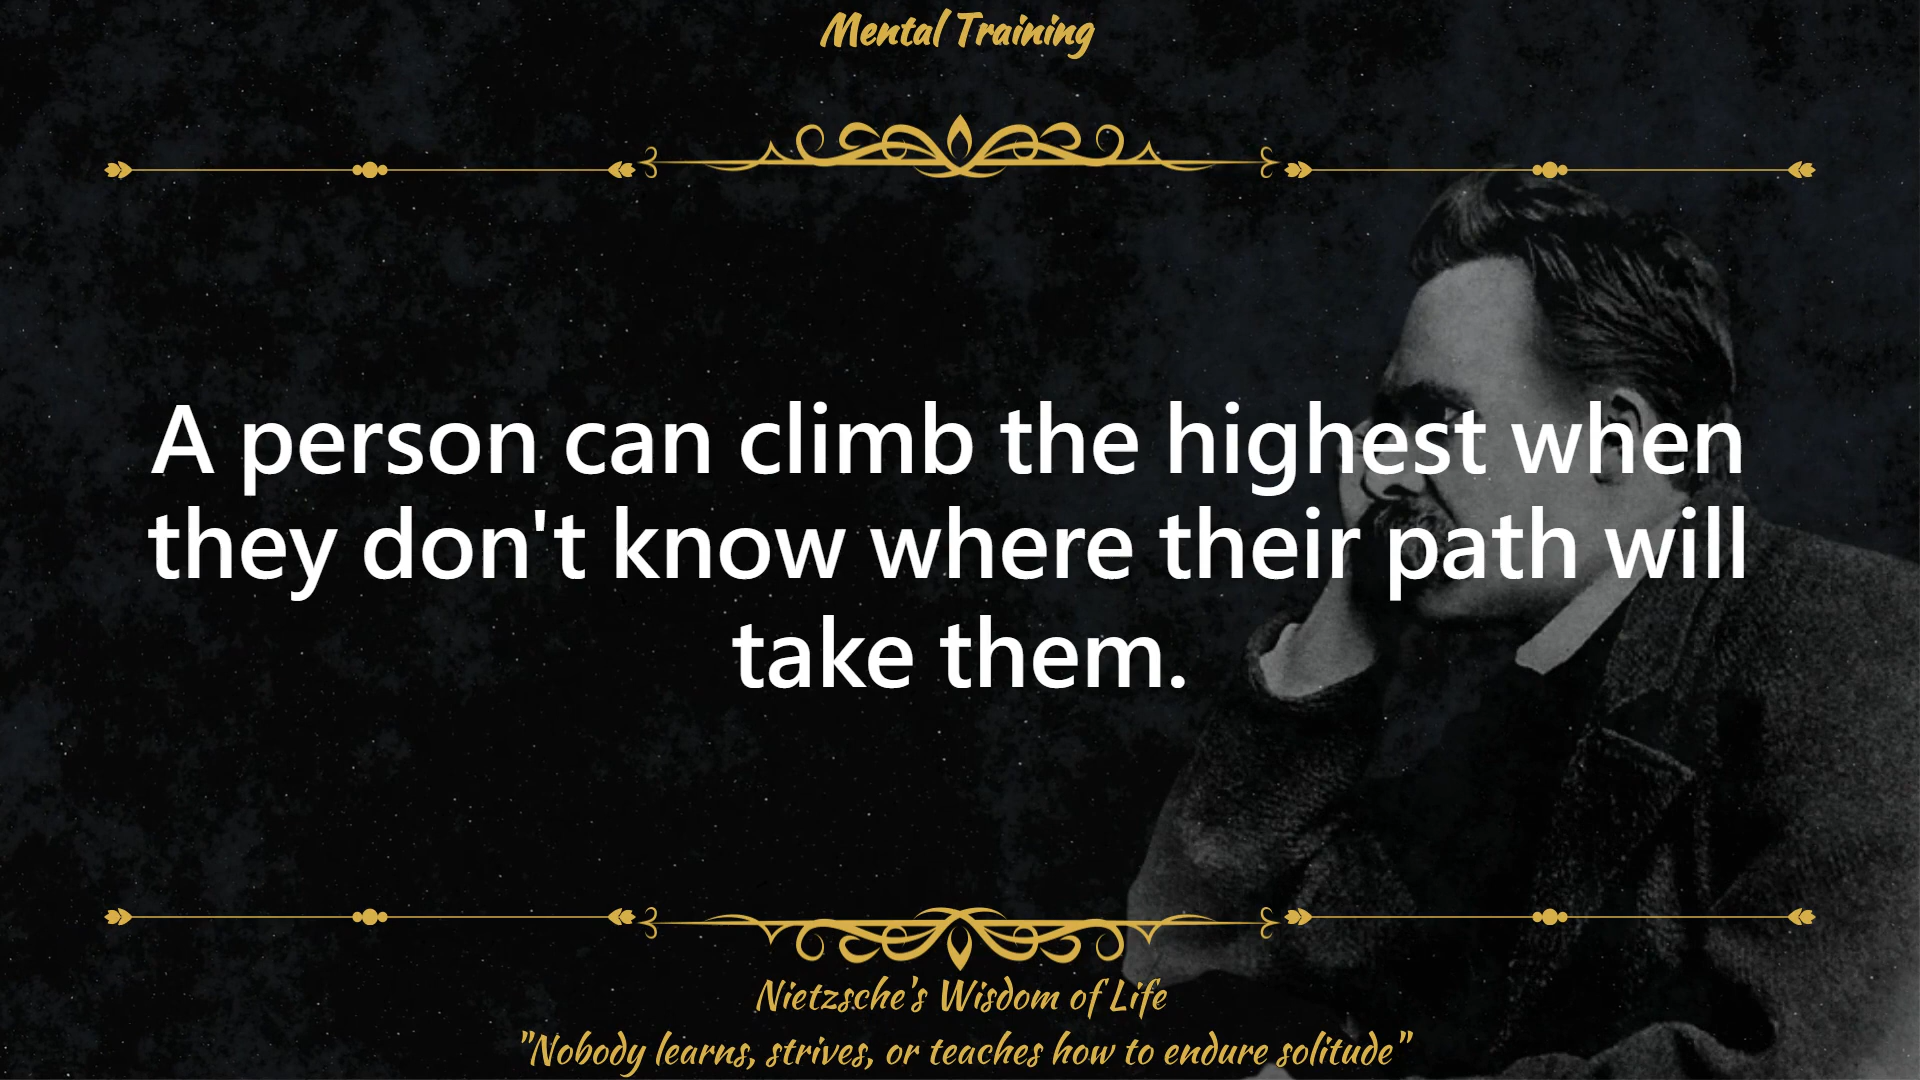 Mental Training
A person can climb the highest when
they don't know where their path will
take them.
Nietzsche's Wisdom of Life
"Nobody learns, strives, or teaches how to endure solitude"